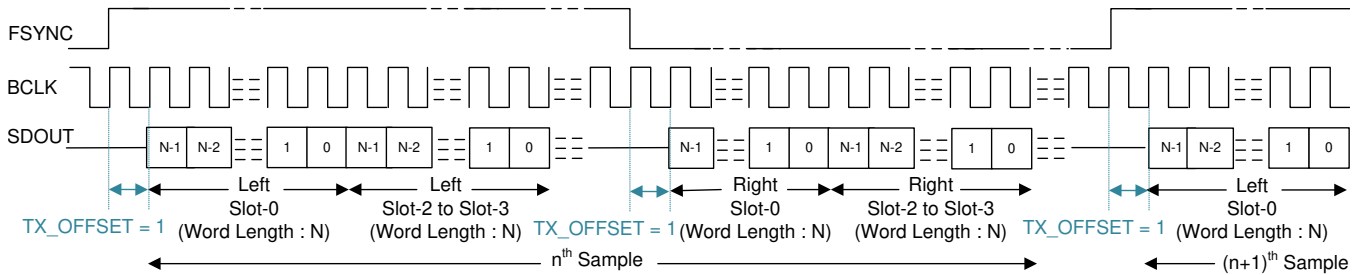 FSYNC
BCLK
SDOUT
N-1 N-2 1 0 N-1 N-2 1 0 N-1 1 0 N-1 N-2 1 0 N-1 N-2 1 0
Left Left Right Right Left
Slot-0 Slot-2 to Slot-3 Slot-0 Slot-2 to Slot-3 Slot-0
TX_OFFSET = 1 (Word Length : N) (Word Length : N) TX_OFFSET = 1 (Word Length : N) (Word Length : N) TX_OFFSET = 1 (Word Length : N)
nth Sample (n+1)th Sample